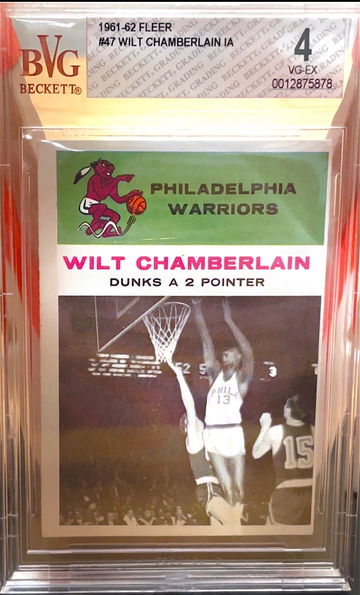 BVG
BECKETT®
1961-62 FLEER
#47 WILT CHAMBERLAIN IA
4
VG-EX
0012875878
PHILADELPHIA
WARRIORS
WILT CHAMBERLAIN
DUNKS A 2 POINTER
PHILA
13
15